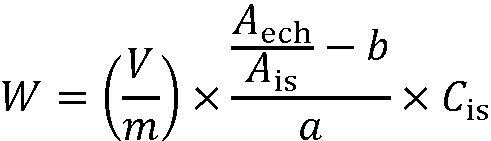 W = (V/m) × (A_ech/A_is − b)/a × C_is